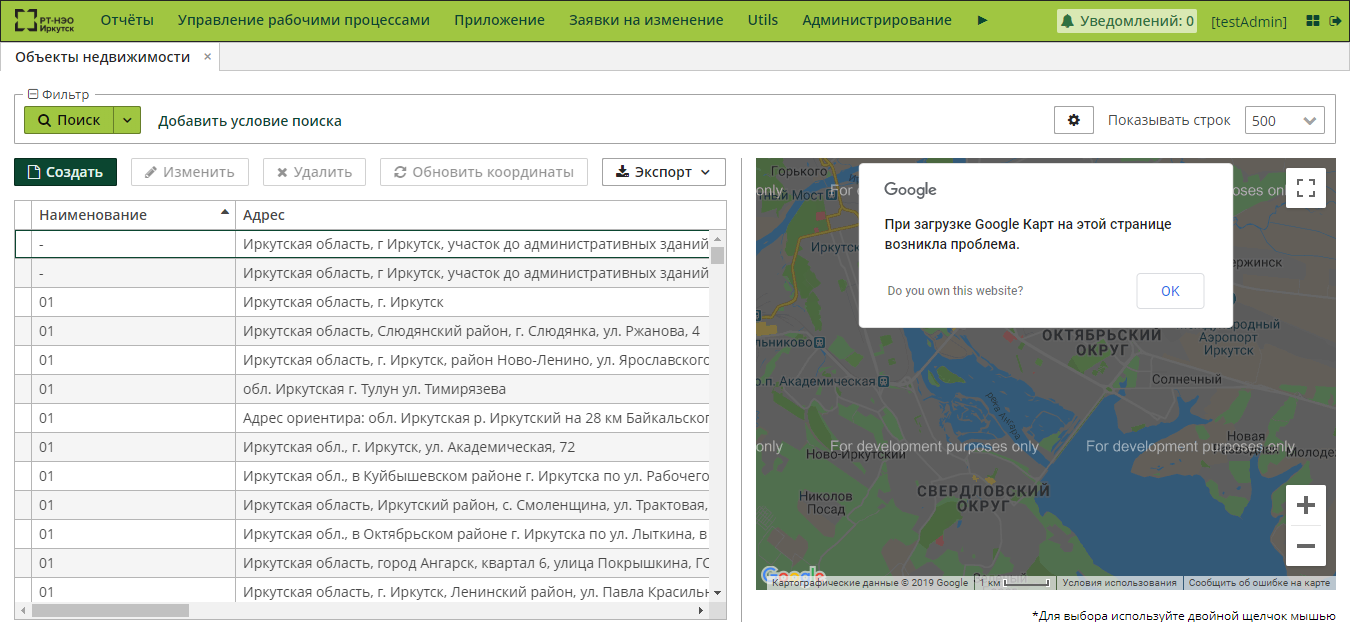 РТ-НЭО
Иркутск
Отчёты
Управление рабочими процессами
Приложение
Заявки на изменение
Utils
Администрирование
Уведомлений: 0
[testAdmin]
Объекты недвижимости
Фильтр
Поиск
Добавить условие поиска
Показывать строк
500
Создать
Изменить
Удалить
Обновить координаты
Экспорт
Наименование
Адрес
-
Иркутская область, г Иркутск, участок до административных зданий
-
Иркутская область, г Иркутск, участок до административных зданий
01
Иркутская область, г. Иркутск
01
Иркутская область, Слюдянский район, г. Слюдянка, ул. Ржанова, 4
01
Иркутская область, г. Иркутск, район Ново-Ленино, ул. Ярославского
01
обл. Иркутская г. Тулун ул. Тимирязева
01
Адрес ориентира: обл. Иркутская р. Иркутский на 28 км Байкальског
01
Иркутская обл., г. Иркутск, ул. Академическая, 72
01
Иркутская обл., в Куйбышевском районе г. Иркутска по ул. Рабочего
01
Иркутская область, Иркутский район, с. Смоленщина, ул. Трактовая,
01
Иркутская обл., в Октябрьском районе г. Иркутска по ул. Лыткина, в
01
Иркутская область, город Ангарск, квартал 6, улица Покрышкина, ГС
01
Иркутская область, г. Иркутск, Ленинский район, ул. Павла Красильн
Горького
only
For
poses on
тный Мост
Иркутск
Google
При загрузке Google Карт на этой странице
возникла проблема.
Do you own this website?
OK
ержинск
льниково
ОКТЯБРЬСКИЙ
ОКРУГ
родный
Аэропорт
Иркутск
о.п. Академическая
Солнечный
река Ангара
only
For development purposes only
For development purposes only
Ново-Иркутский
Новая
Молодеж
Николов
Посад
СВЕРДЛОВСКИЙ
ОКРУГ
Google
Картографические данные © 2019 Google
1 км
Условия использования
Сообщить об ошибке на карте
*Для выбора используйте двойной щелчок мышью